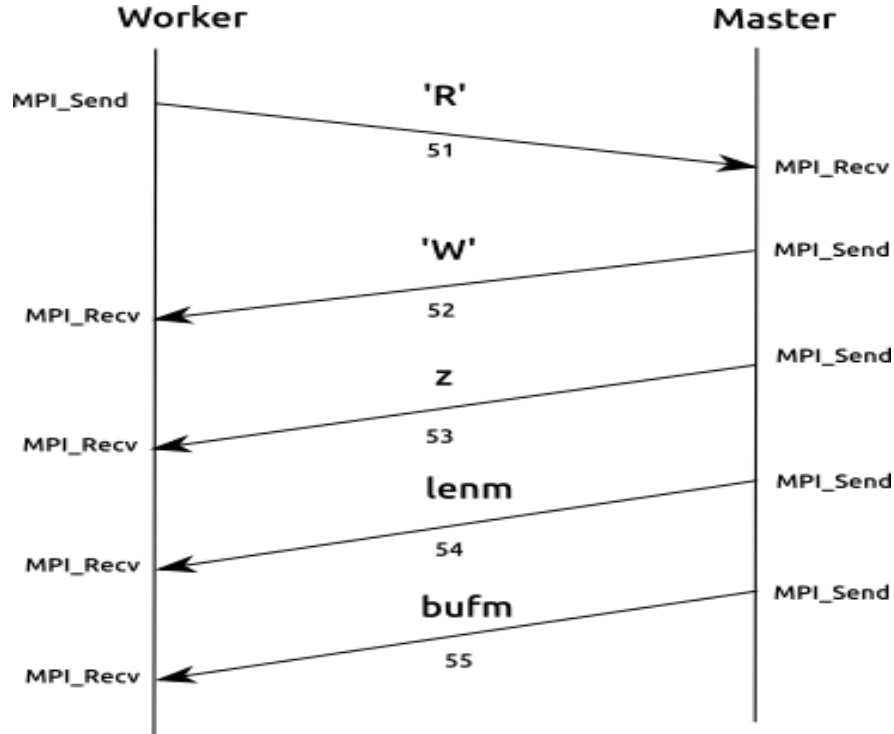 Worker
Master
MPI_Send
'R'
51
MPI_Recv
'W'
MPI_Send
52
MPI_Recv
MPI_Send
z
53
MPI_Recv
lenm
MPI_Send
54
MPI_Recv
bufm
MPI_Send
55
MPI_Recv